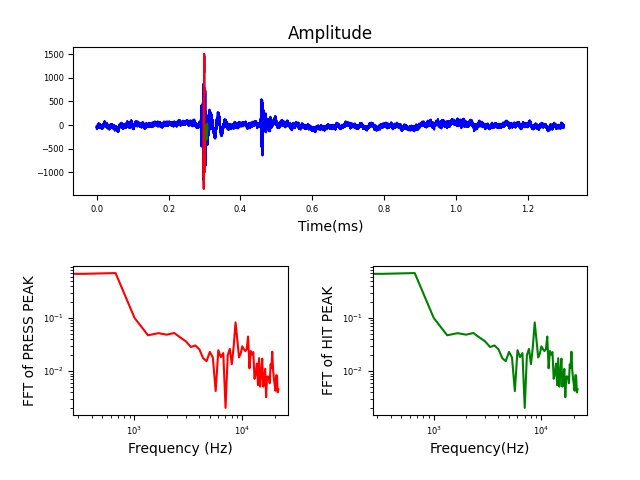 Amplitude
1500
1000
500
0
−500
−1000
0.0 0.2 0.4 0.6 0.8 1.0 1.2
Time(ms)
FFT of PRESS PEAK
10⁻¹
10⁻²
10³ 10⁴
Frequency (Hz)
FFT of HIT PEAK
10⁻¹
10⁻²
10³ 10⁴
Frequency(Hz)